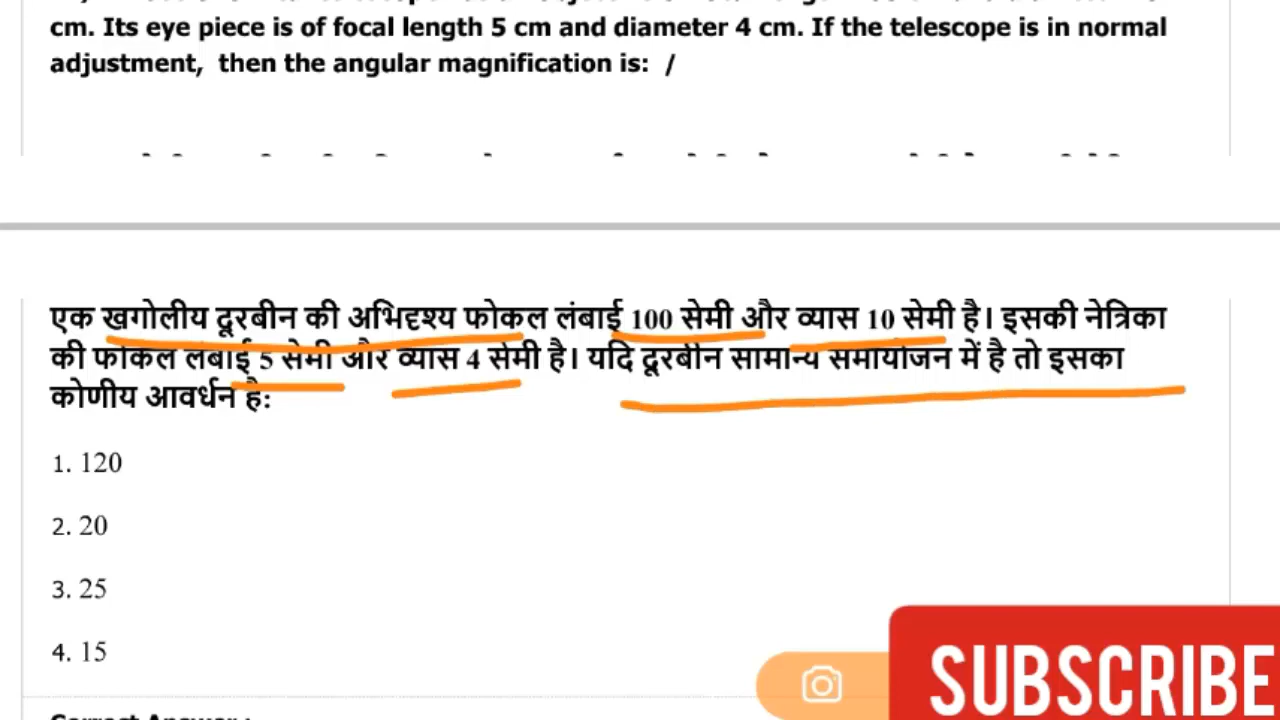 cm. Its eye piece is of focal length 5 cm and diameter 4 cm. If the telescope is in normal
adjustment, then the angular magnification is: /
एक खगोलीय दूरबीन की अभिदृश्य फोकल लंबाई 100 सेमी और व्यास 10 सेमी है। इसकी नेत्रिका
की फोकल लंबाई 5 सेमी और व्यास 4 सेमी है। यदि दूरबीन सामान्य समायोजन में है तो इसका
कोणीय आवर्धन है:
1. 120
2. 20
3. 25
4. 15
SUBSCRIBE
Correct Answer :